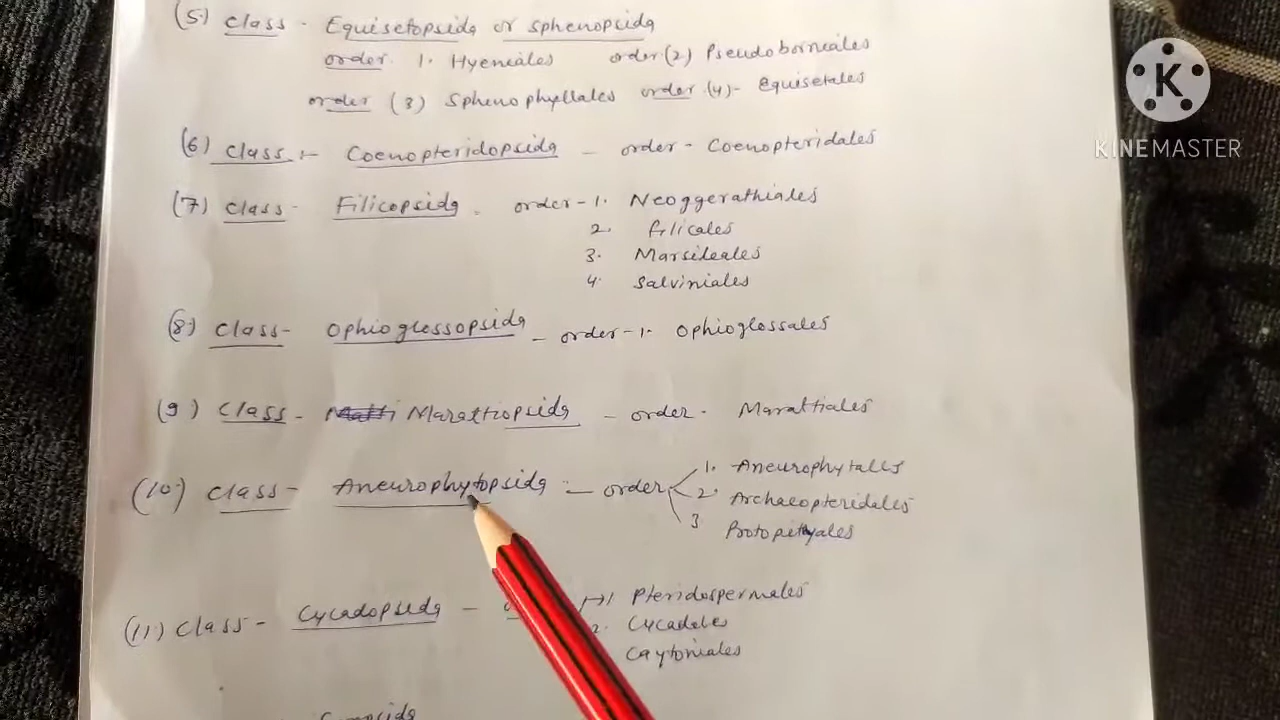 (5) Class - Equisetopsida or sphenopsida
order. 1. Hyeniales order (2) Pseudoborniales
order (3) Sphenophyllales order (4) - Equisetales
(6) Class :- Coenopteridopsida - order - Coenopteridales
(7) Class - Filicopsida. order - 1. Neoggerathiales
2. filicales
3. Marsileales
4. Salviniales
(8) Class - Ophioglossopsida - order - 1. Ophioglossales
(9) Class - Marattiopsida - order - Marattiales
(10) Class - Aneurophytopsida - order 1. Aneurophytales
2. Archaeopteridales
3 Protopityales
(11) Class - Cycadopsida - 1 Pteridospermales
2. Cycadales
Caytoniales
K
KINEMASTER